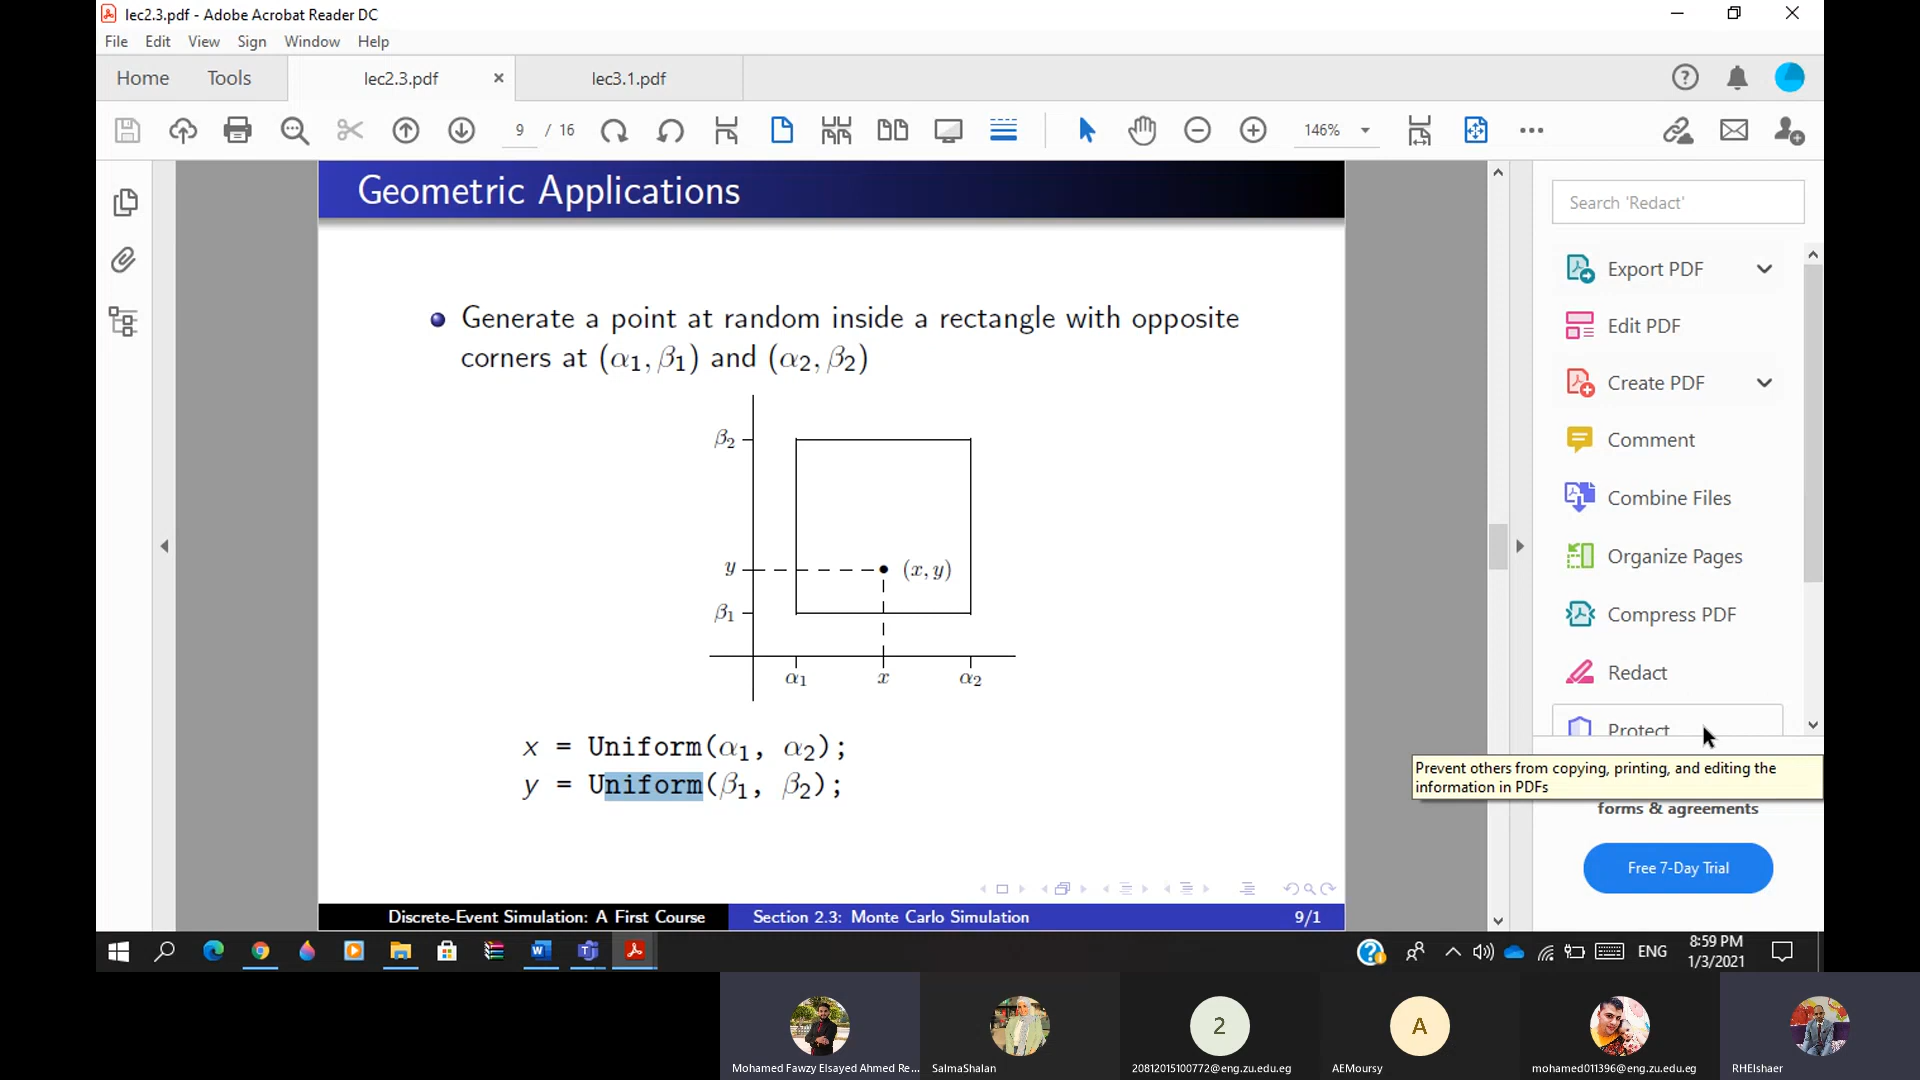 lec2.3.pdf - Adobe Acrobat Reader DC
File Edit View Sign Window Help
Home Tools lec2.3.pdf × lec3.1.pdf
9 / 16 146%
Geometric Applications
Generate a point at random inside a rectangle with opposite
corners at (α1, β1) and (α2, β2)
β2
y
(x, y)
β1
α1 x α2
x = Uniform(α1, α2);
y = Uniform(β1, β2);
Discrete-Event Simulation: A First Course Section 2.3: Monte Carlo Simulation 9/1
Search 'Redact'
Export PDF
Edit PDF
Create PDF
Comment
Combine Files
Organize Pages
Compress PDF
Redact
Protect
Prevent others from copying, printing, and editing the
information in PDFs
forms & agreements
Free 7-Day Trial
ENG
8:59 PM
1/3/2021
2
A
Mohamed Fawzy Elsayed Ahmed Re...
SalmaShalan
20812015100772@eng.zu.edu.eg
AEMoursy
mohamed011396@eng.zu.edu.eg
RHElshaer